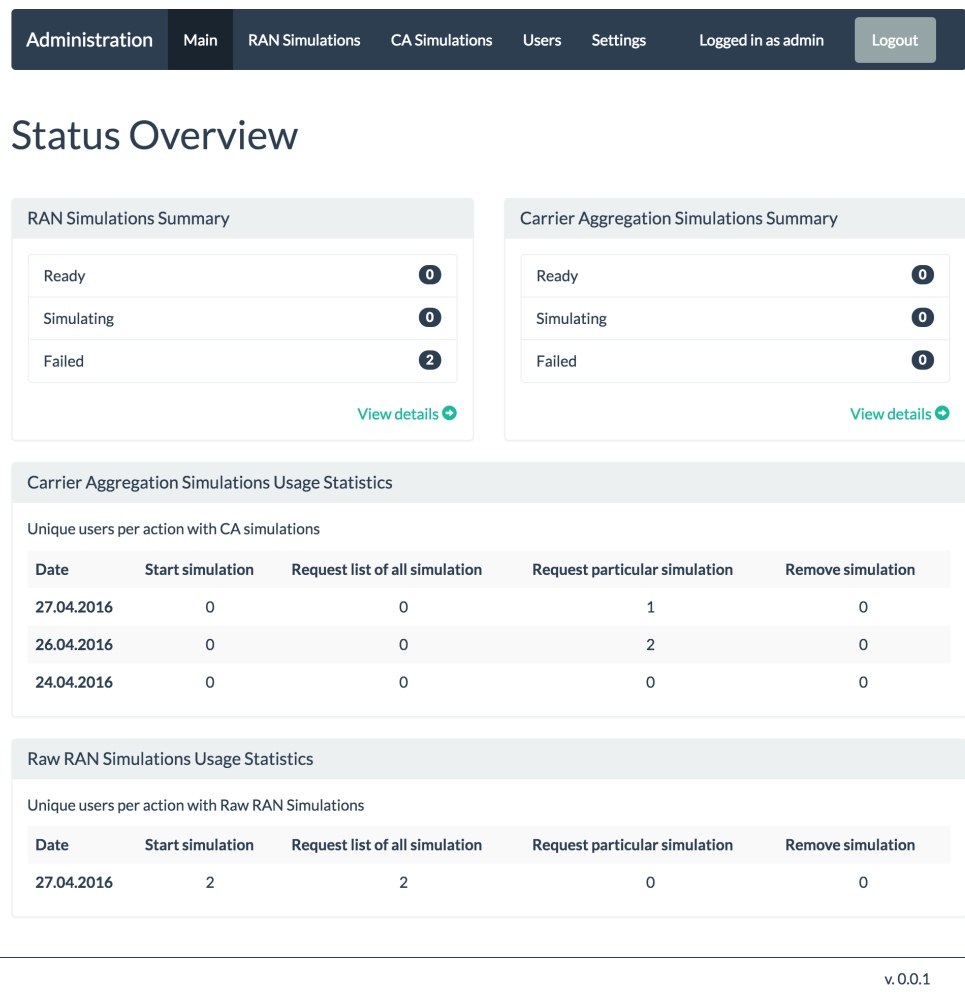 Administration Main RAN Simulations CA Simulations Users Settings Logged in as admin Logout
Status Overview
RAN Simulations Summary
Ready 0
Simulating 0
Failed 2
View details
Carrier Aggregation Simulations Summary
Ready 0
Simulating 0
Failed 0
View details
Carrier Aggregation Simulations Usage Statistics
Unique users per action with CA simulations
Date Start simulation Request list of all simulation Request particular simulation Remove simulation
27.04.2016 0 0 1 0
26.04.2016 0 0 2 0
24.04.2016 0 0 0 0
Raw RAN Simulations Usage Statistics
Unique users per action with Raw RAN Simulations
Date Start simulation Request list of all simulation Request particular simulation Remove simulation
27.04.2016 2 2 0 0
v. 0.0.1